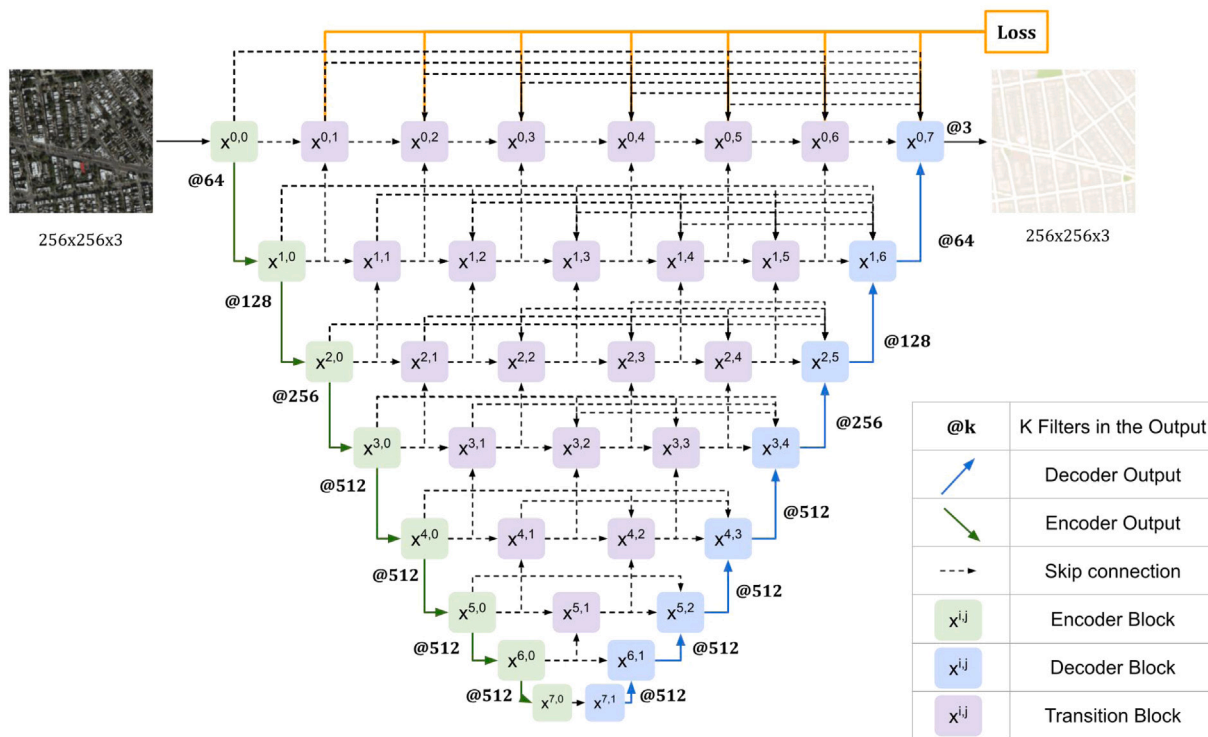 Loss
x0,0 x0,1 x0,2 x0,3 x0,4 x0,5 x0,6 x0,7 @3
@64
256x256x3 256x256x3
x1,0 x1,1 x1,2 x1,3 x1,4 x1,5 x1,6 @64
@128
x2,0 x2,1 x2,2 x2,3 x2,4 x2,5 @128
@256
x3,0 x3,1 x3,2 x3,3 x3,4 @256
@512
x4,0 x4,1 x4,2 x4,3 @512
@512
x5,0 x5,1 x5,2 @512
@512
x6,0 x6,1 @512
@512 x7,0 x7,1 @512
@k K Filters in the Output
Decoder Output
Encoder Output
Skip connection
xi,j Encoder Block
xi,j Decoder Block
xi,j Transition Block